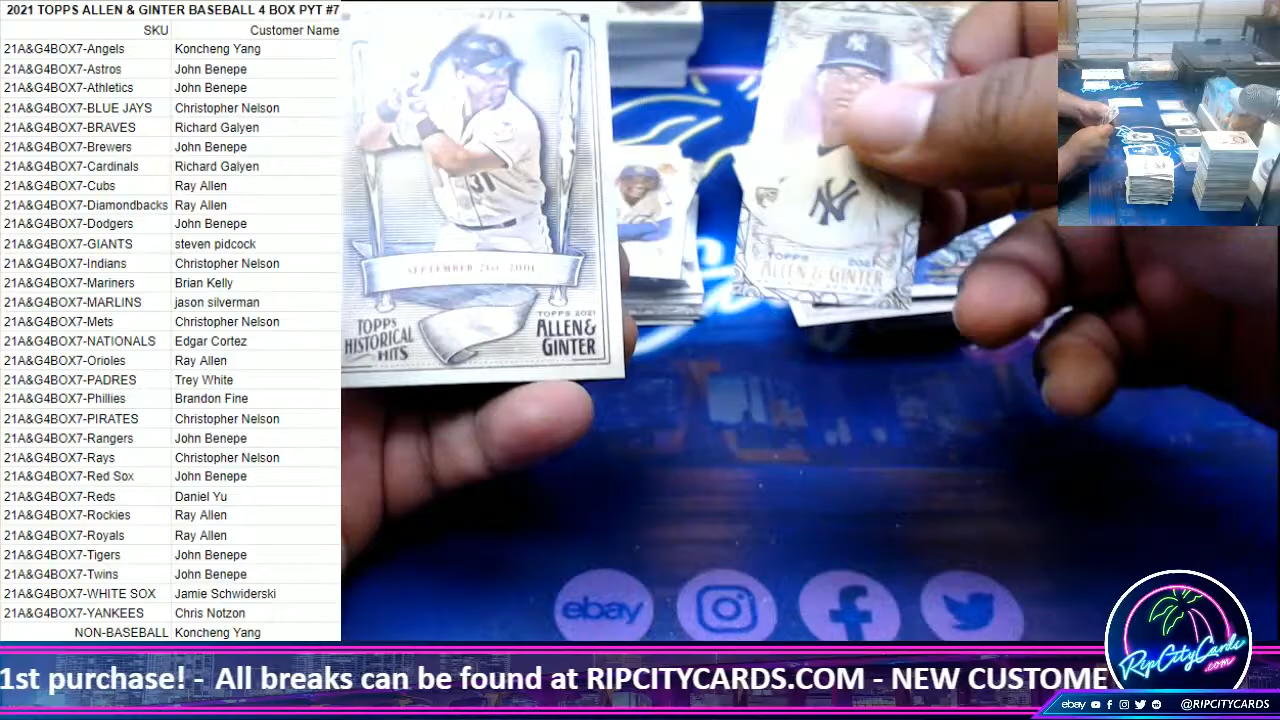 2021 TOPPS ALLEN & GINTER BASEBALL 4 BOX PYT #7
SKU Customer Name
21A&G4BOX7-Angels Koncheng Yang
21A&G4BOX7-Astros John Benepe
21A&G4BOX7-Athletics John Benepe
21A&G4BOX7-BLUE JAYS Christopher Nelson
21A&G4BOX7-BRAVES Richard Galyen
21A&G4BOX7-Brewers John Benepe
21A&G4BOX7-Cardinals Richard Galyen
21A&G4BOX7-Cubs Ray Allen
21A&G4BOX7-Diamondbacks Ray Allen
21A&G4BOX7-Dodgers John Benepe
21A&G4BOX7-GIANTS steven pidcock
21A&G4BOX7-Indians Christopher Nelson
21A&G4BOX7-Mariners Brian Kelly
21A&G4BOX7-MARLINS jason silverman
21A&G4BOX7-Mets Christopher Nelson
21A&G4BOX7-NATIONALS Edgar Cortez
21A&G4BOX7-Orioles Ray Allen
21A&G4BOX7-PADRES Trey White
21A&G4BOX7-Phillies Brandon Fine
21A&G4BOX7-PIRATES Christopher Nelson
21A&G4BOX7-Rangers John Benepe
21A&G4BOX7-Rays Christopher Nelson
21A&G4BOX7-Red Sox John Benepe
21A&G4BOX7-Reds Daniel Yu
21A&G4BOX7-Rockies Ray Allen
21A&G4BOX7-Royals Ray Allen
21A&G4BOX7-Tigers John Benepe
21A&G4BOX7-Twins John Benepe
21A&G4BOX7-WHITE SOX Jamie Schwiderski
21A&G4BOX7-YANKEES Chris Notzon
NON-BASEBALL Koncheng Yang
31
SEPTEMBER 21st, 2001
TOPPS
HISTORICAL
HITS
TOPPS 2021
ALLEN &
GINTER
NY
ebay
RipCityCards
.com
1st purchase! - All breaks can be found at RIPCITYCARDS.COM - NEW CUSTOME
ebay @RIPCITYCARDS